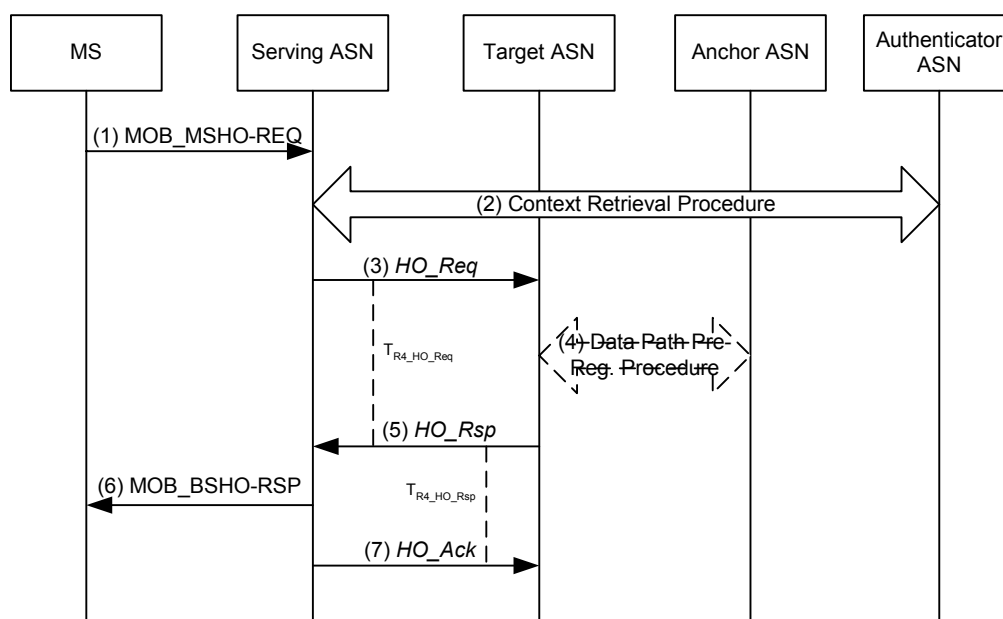 MS
Serving ASN
Target ASN
Anchor ASN
Authenticator
ASN
(1) MOB_MSHO-REQ
(2) Context Retrieval Procedure
(3) HO_Req
T_R4_HO_Req
(4) Data Path Pre-
Reg. Procedure
(5) HO_Rsp
T_R4_HO_Rsp
(6) MOB_BSHO-RSP
(7) HO_Ack